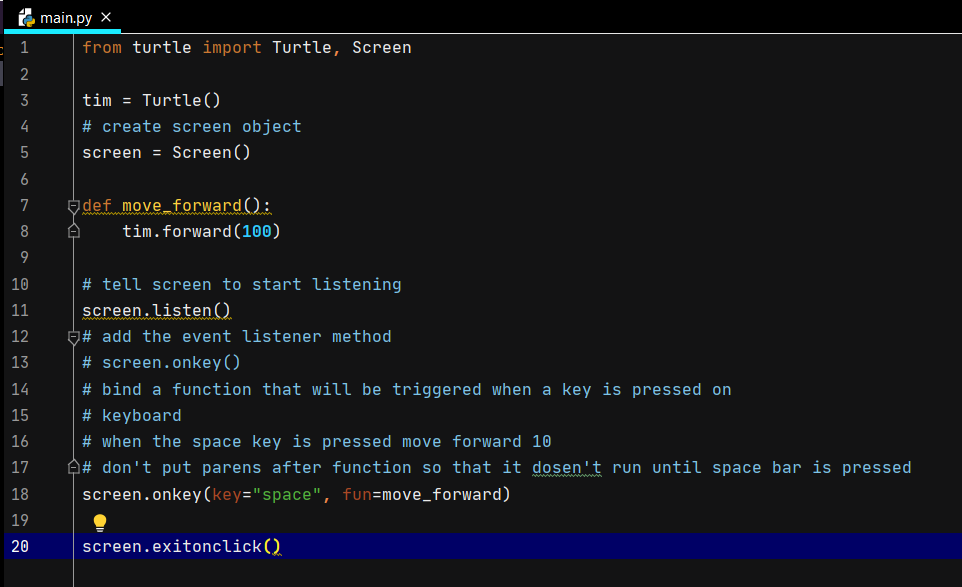 main.py
1 from turtle import Turtle, Screen
2
3 tim = Turtle()
4 # create screen object
5 screen = Screen()
6
7 def move_forward():
8     tim.forward(100)
9
10 # tell screen to start listening
11 screen.listen()
12 # add the event listener method
13 # screen.onkey()
14 # bind a function that will be triggered when a key is pressed on
15 # keyboard
16 # when the space key is pressed move forward 10
17 # don't put parens after function so that it dosen't run until space bar is pressed
18 screen.onkey(key="space", fun=move_forward)
19
20 screen.exitonclick()